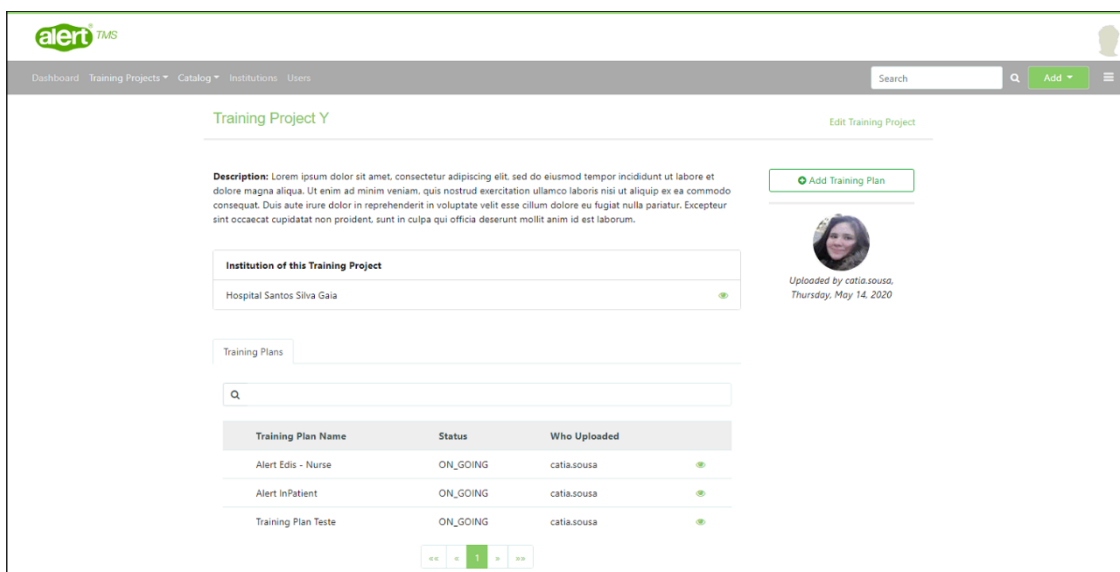 alert® TMS
Dashboard Training Projects Catalog Institutions Users Search Add
Training Project Y
Edit Training Project
Description: Lorem ipsum dolor sit amet, consectetur adipiscing elit, sed do eiusmod tempor incididunt ut labore et
dolore magna aliqua. Ut enim ad minim veniam, quis nostrud exercitation ullamco laboris nisi ut aliquip ex ea commodo
consequat. Duis aute irure dolor in reprehenderit in voluptate velit esse cillum dolore eu fugiat nulla pariatur. Excepteur
sint occaecat cupidatat non proident, sunt in culpa qui officia deserunt mollit anim id est laborum.
Add Training Plan
Uploaded by catia.sousa,
Thursday, May 14, 2020
Institution of this Training Project
Hospital Santos Silva Gaia
Training Plans
Training Plan Name Status Who Uploaded
Alert Edis - Nurse ON_GOING catia.sousa
Alert InPatient ON_GOING catia.sousa
Training Plan Teste ON_GOING catia.sousa
«« « 1 » »»